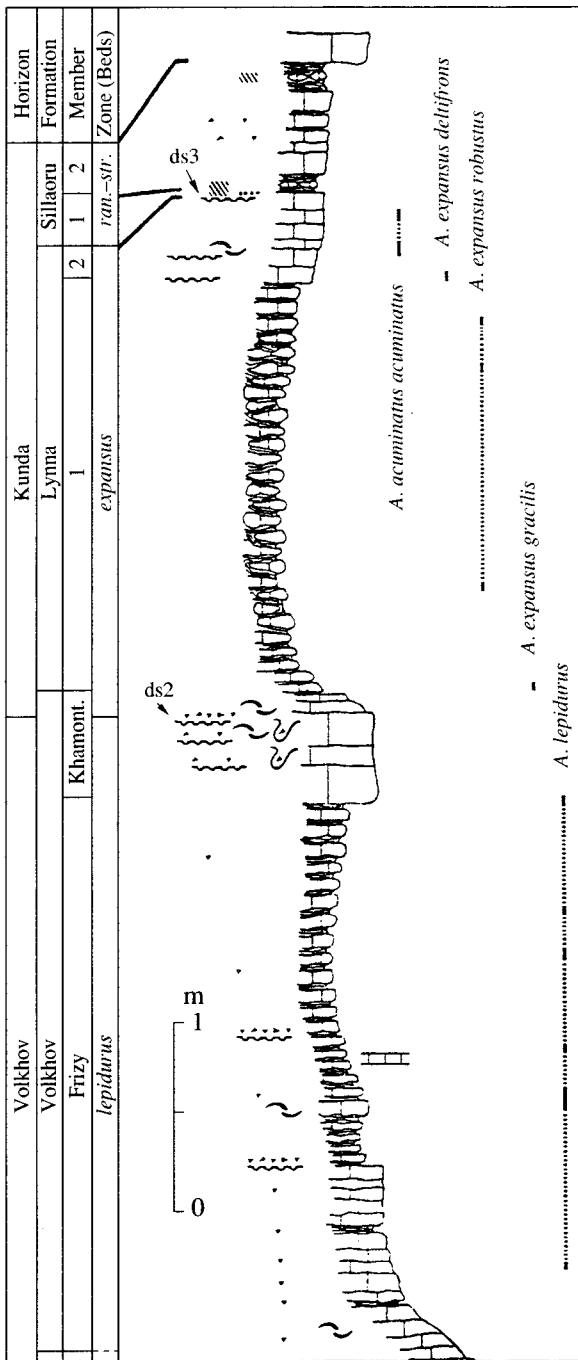 Horizon
Formation
Member
Zone (Beds)
Kunda
Volkhov
Sillaoru
Lynna
Volkhov
2
1
2
1
Khamont.
Frizy
ran.–str.
expansus
lepidurus
ds3
ds2
m
1
0
A. acuminatus acuminatus
A. expansus deltifrons
A. expansus robustus
A. expansus gracilis
A. lepidurus